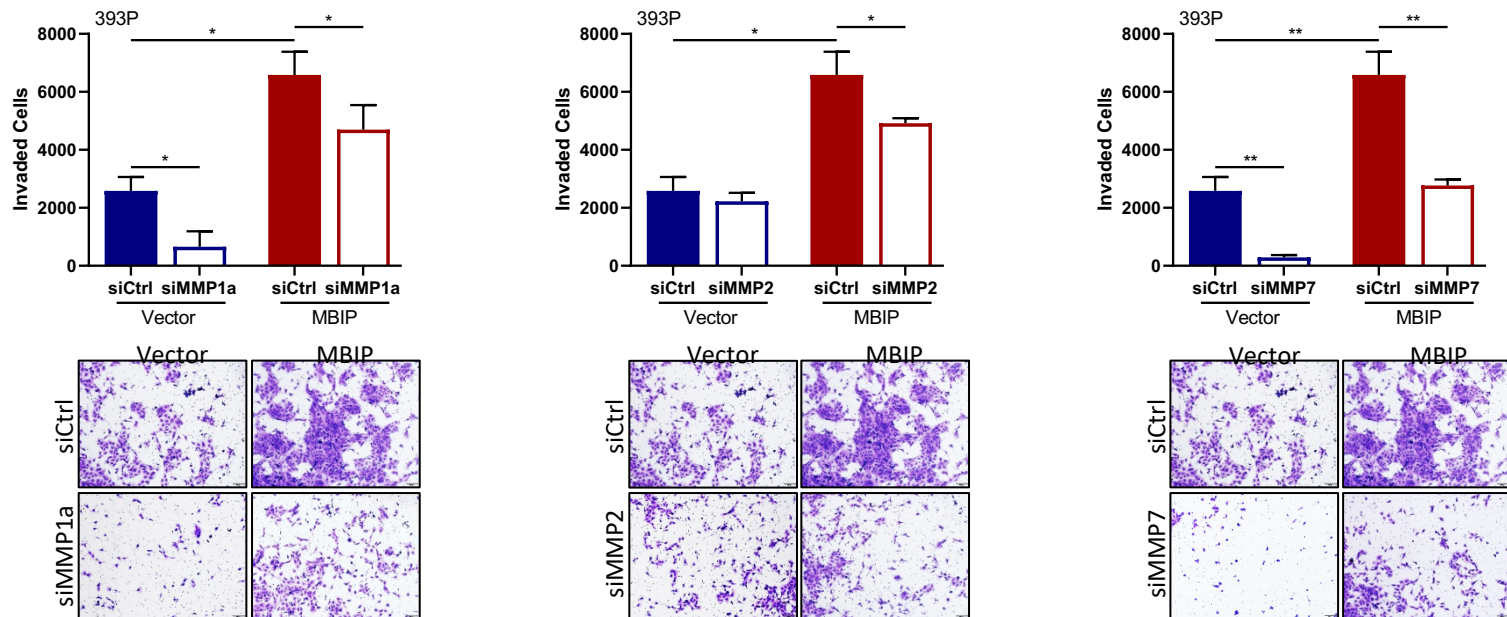 393P
*
*
*
8000
6000
4000
2000
0
Invaded Cells
siCtrl siMMP1a siCtrl siMMP1a
Vector MBIP
Vector MBIP
siCtrl
siMMP1a
393P
*
*
8000
6000
4000
2000
0
Invaded Cells
siCtrl siMMP2 siCtrl siMMP2
Vector MBIP
Vector MBIP
siCtrl
siMMP2
393P
**
**
**
8000
6000
4000
2000
0
Invaded Cells
siCtrl siMMP7 siCtrl siMMP7
Vector MBIP
Vector MBIP
siCtrl
siMMP7